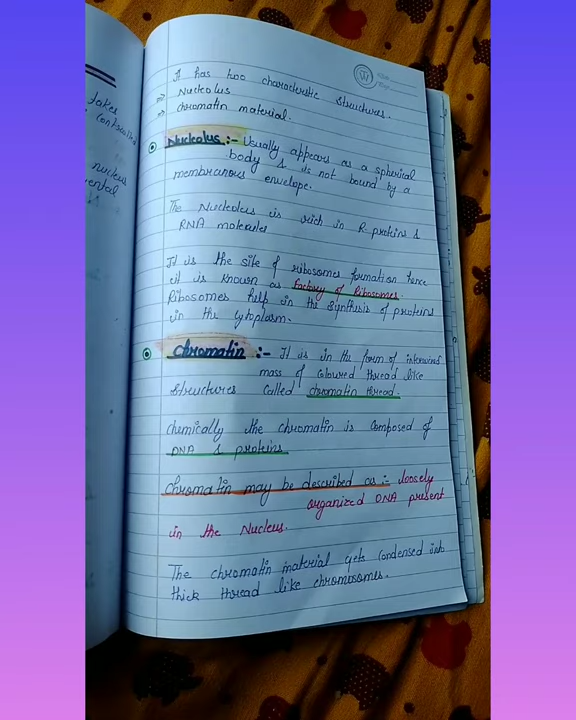 takes
controlled
nucleus
It has two characteristic structures.
=> Nucleolus
=> chromatin material.
Nucleolus :- Usually appears as a spherical
body & is not bound by a
membranous envelope.
The Nucleolus is rich in R proteins &
RNA molecules
It is the site of ribosomes formation hence
it is known as factory of Ribosomes.
Ribosomes help in the synthesis of proteins
in the cytoplasm.
Chromatin :- It is in the form of interwind
mass of coloured thread like
structures called chromatin thread.
Chemically the chromatin is composed of
DNA & proteins
Chromatin may be described as :- loosely
organized DNA present
in the Nucleus.
The chromatin material gets condensed into
thick thread like chromosomes.